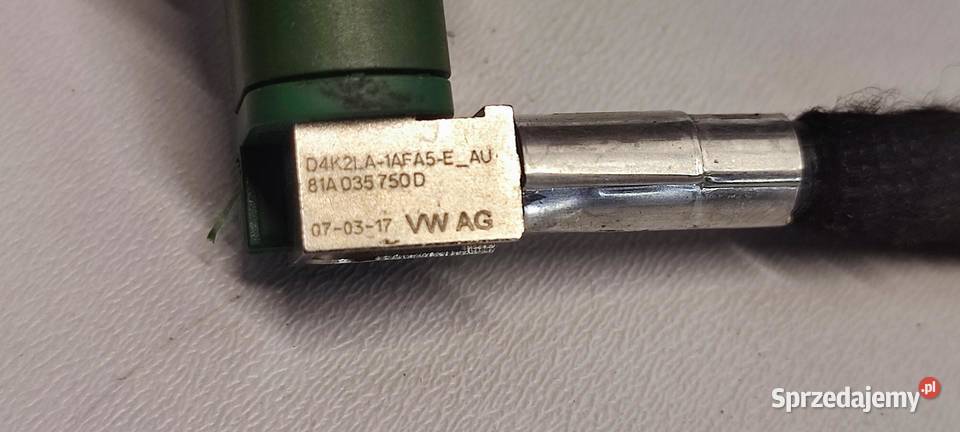 D4K2LA-1AFA5-E_AU
81A 035 750 D
07-03-17 VW AG
Sprzedajemy.pl